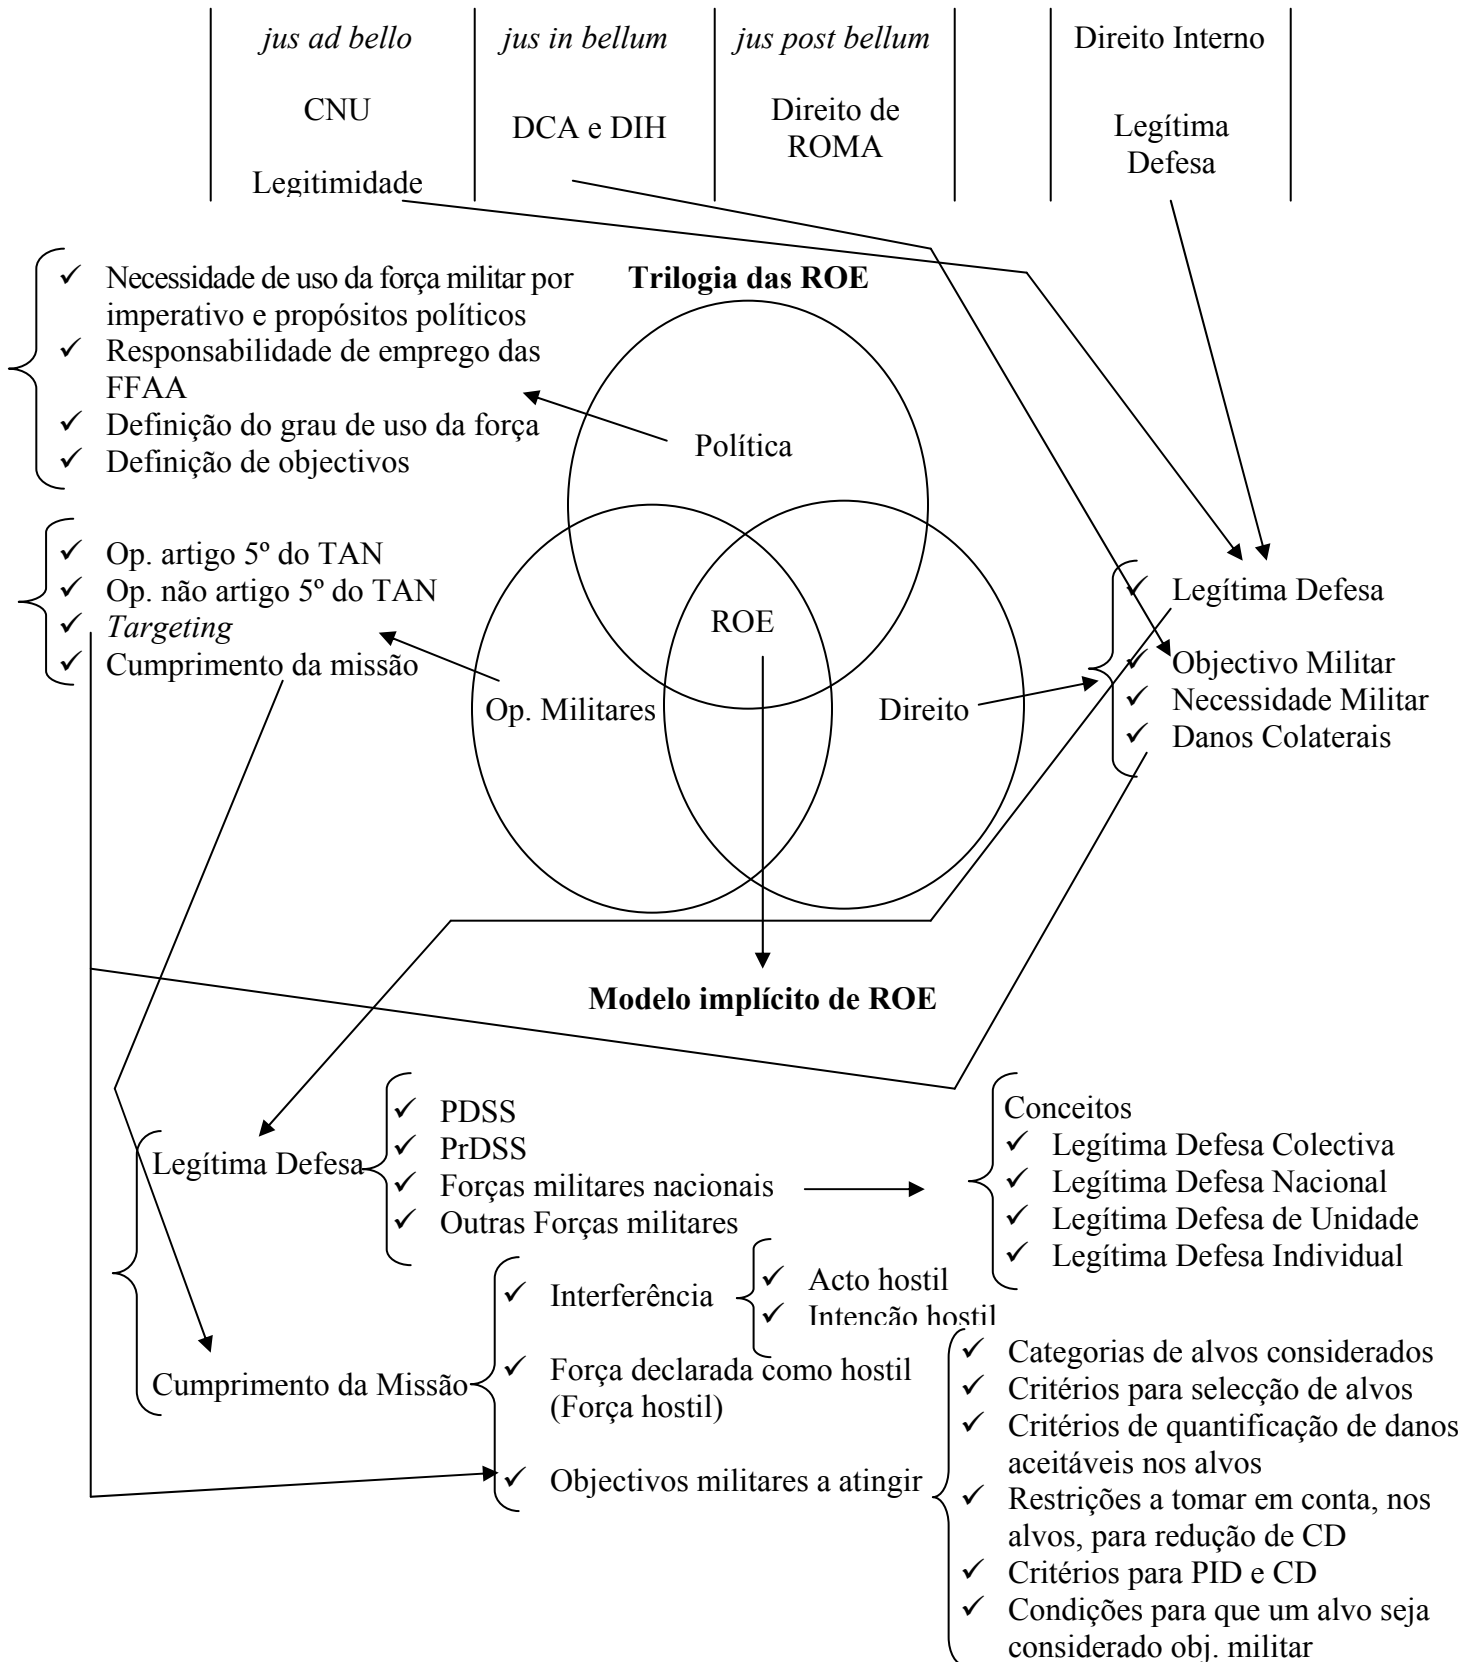 jus ad bello
CNU
Legitimidade
jus in bellum
DCA e DIH
jus post bellum
Direito de
ROMA
Direito Interno
Legítima
Defesa
✓ Necessidade de uso da força militar por
imperativo e propósitos políticos
✓ Responsabilidade de emprego das
FFAA
✓ Definição do grau de uso da força
✓ Definição de objectivos
Trilogia das ROE
Política
✓ Op. artigo 5º do TAN
✓ Op. não artigo 5º do TAN
✓ Targeting
✓ Cumprimento da missão
ROE
Op. Militares
Direito
✓ Legítima Defesa
✓ Objectivo Militar
✓ Necessidade Militar
✓ Danos Colaterais
Modelo implícito de ROE
Legítima Defesa
✓ PDSS
✓ PrDSS
✓ Forças militares nacionais
✓ Outras Forças militares
Conceitos
✓ Legítima Defesa Colectiva
✓ Legítima Defesa Nacional
✓ Legítima Defesa de Unidade
✓ Legítima Defesa Individual
Cumprimento da Missão
✓ Interferência
✓ Acto hostil
✓ Intenção hostil
✓ Força declarada como hostil
(Força hostil)
✓ Objectivos militares a atingir
✓ Categorias de alvos considerados
✓ Critérios para selecção de alvos
✓ Critérios de quantificação de danos
aceitáveis nos alvos
✓ Restrições a tomar em conta, nos
alvos, para redução de CD
✓ Critérios para PID e CD
✓ Condições para que um alvo seja
considerado obj. militar